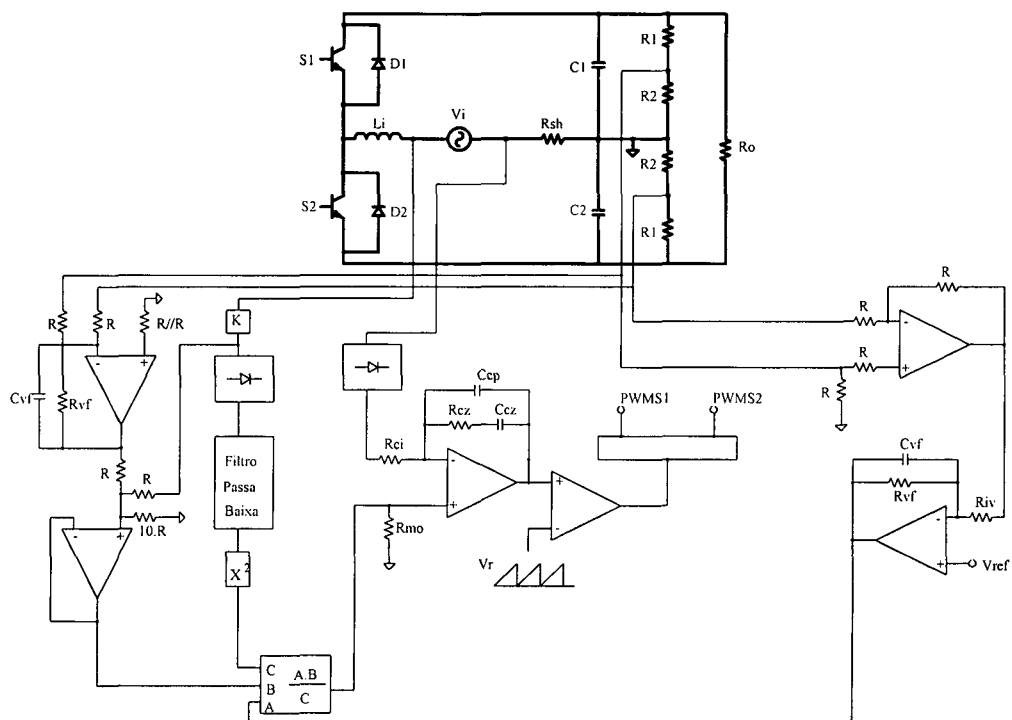 S1
D1
C1
R1
R2
Li
Vi
Rsh
R2
Ro
S2
D2
C2
R1
R
R
R//R
K
R
R
R
R
Cvf
Rvf
Ccp
Rcz
Ccz
PWMS1
PWMS2
Rci
Cvf
Rvf
Riv
R
R
10.R
Filtro
Passa
Baixa
Rmo
Vr
Vref
X²
C
B
A
A.B
C
-
+
-
+
-
+
+
-
-
+
-
+